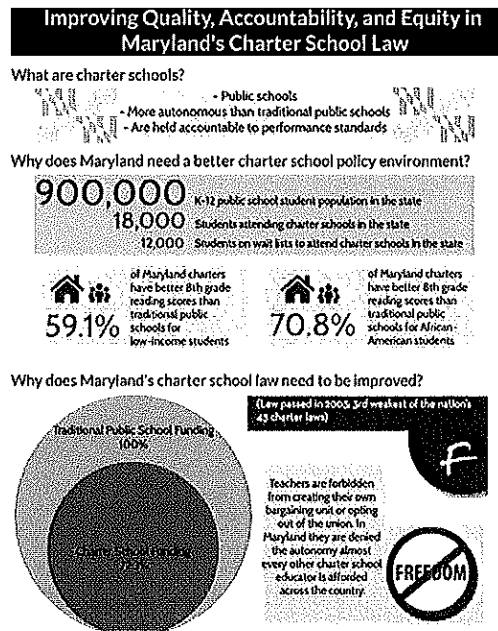 Improving Quality, Accountability, and Equity in
Maryland's Charter School Law
What are charter schools?
- Public schools
- More autonomous than traditional public schools
- Are held accountable to performance standards
Why does Maryland need a better charter school policy environment?
900,000 K-12 public school student population in the state
18,000 Students attending charter schools in the state
12,000 Students on wait lists to attend charter schools in the state
59.1%
of Maryland charters
have better 8th grade
reading scores than
traditional public
schools for
low-income students
70.8%
of Maryland charters
have better 8th grade
reading scores than
traditional public
schools for African-
American students
Why does Maryland's charter school law need to be improved?
Traditional Public School Funding
100%
Charter School Funding
(Law passed in 2003; 3rd weakest of the nation's
43 charter laws)
F
Teachers are forbidden
from creating their own
bargaining unit or opting
out of the union. In
Maryland they are denied
the autonomy almost
every other charter school
educator is afforded
across the country.
FREEDOM